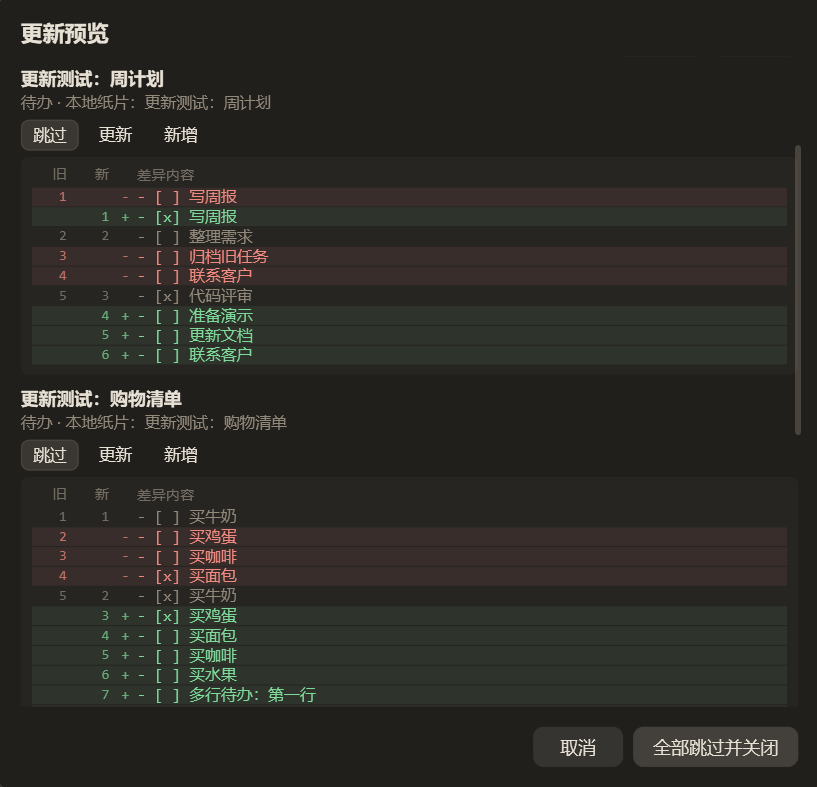 更新预览
更新测试：周计划
待办 · 本地纸片：更新测试：周计划
跳过 更新 新增
旧 新 差异内容
1 - - [ ] 写周报
1 + - [x] 写周报
2 2 - [ ] 整理需求
3 - - [ ] 归档旧任务
4 - - [ ] 联系客户
5 3 - [x] 代码评审
4 + - [ ] 准备演示
5 + - [ ] 更新文档
6 + - [ ] 联系客户
更新测试：购物清单
待办 · 本地纸片：更新测试：购物清单
跳过 更新 新增
旧 新 差异内容
1 1 - [ ] 买牛奶
2 - - [ ] 买鸡蛋
3 - - [ ] 买咖啡
4 - - [x] 买面包
5 2 - [x] 买牛奶
3 + - [x] 买鸡蛋
4 + - [ ] 买面包
5 + - [ ] 买咖啡
6 + - [ ] 买水果
7 + - [ ] 多行待办：第一行
取消 全部跳过并关闭